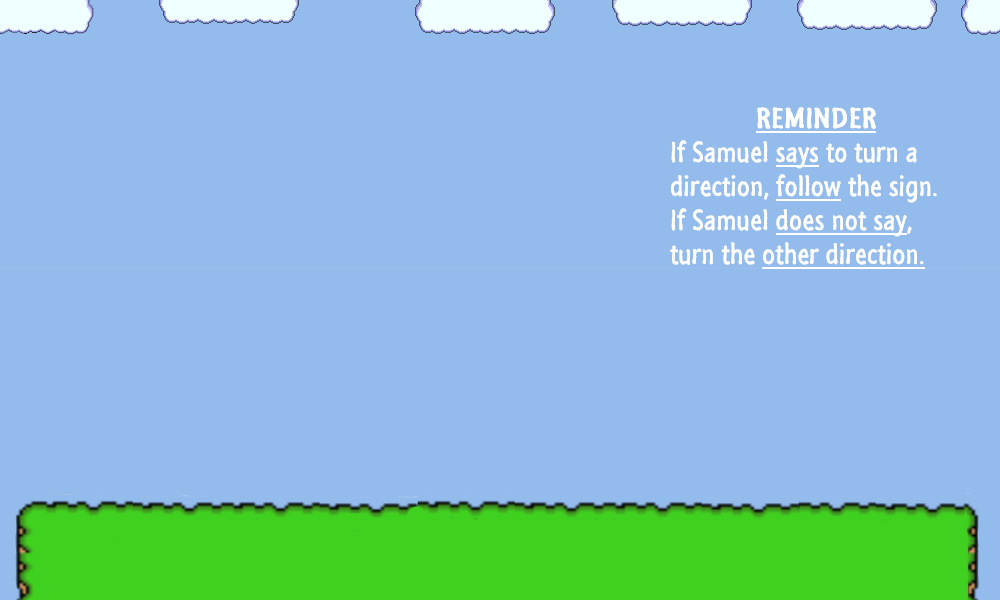 REMINDER
If Samuel says to turn a
direction, follow the sign.
If Samuel does not say,
turn the other direction.